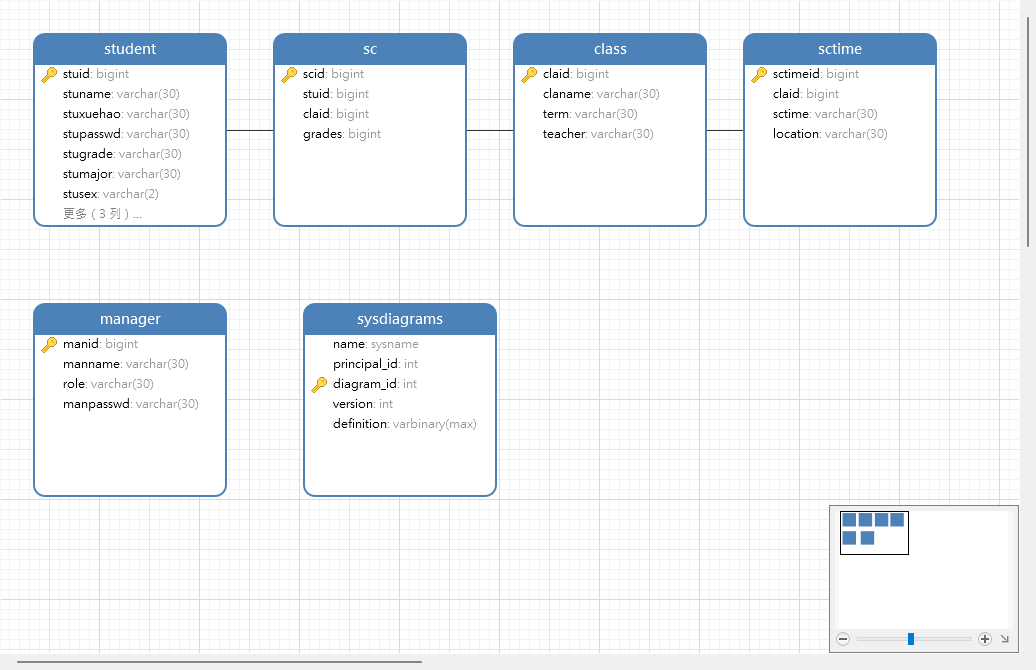 student
stuid: bigint
stuname: varchar(30)
stuxuehao: varchar(30)
stupasswd: varchar(30)
stugrade: varchar(30)
stumajor: varchar(30)
stusex: varchar(2)
更多 ( 3 列 ) ...
sc
scid: bigint
stuid: bigint
claid: bigint
grades: bigint
class
claid: bigint
claname: varchar(30)
term: varchar(30)
teacher: varchar(30)
sctime
sctimeid: bigint
claid: bigint
sctime: varchar(30)
location: varchar(30)
manager
manid: bigint
manname: varchar(30)
role: varchar(30)
manpasswd: varchar(30)
sysdiagrams
name: sysname
principal_id: int
diagram_id: int
version: int
definition: varbinary(max)